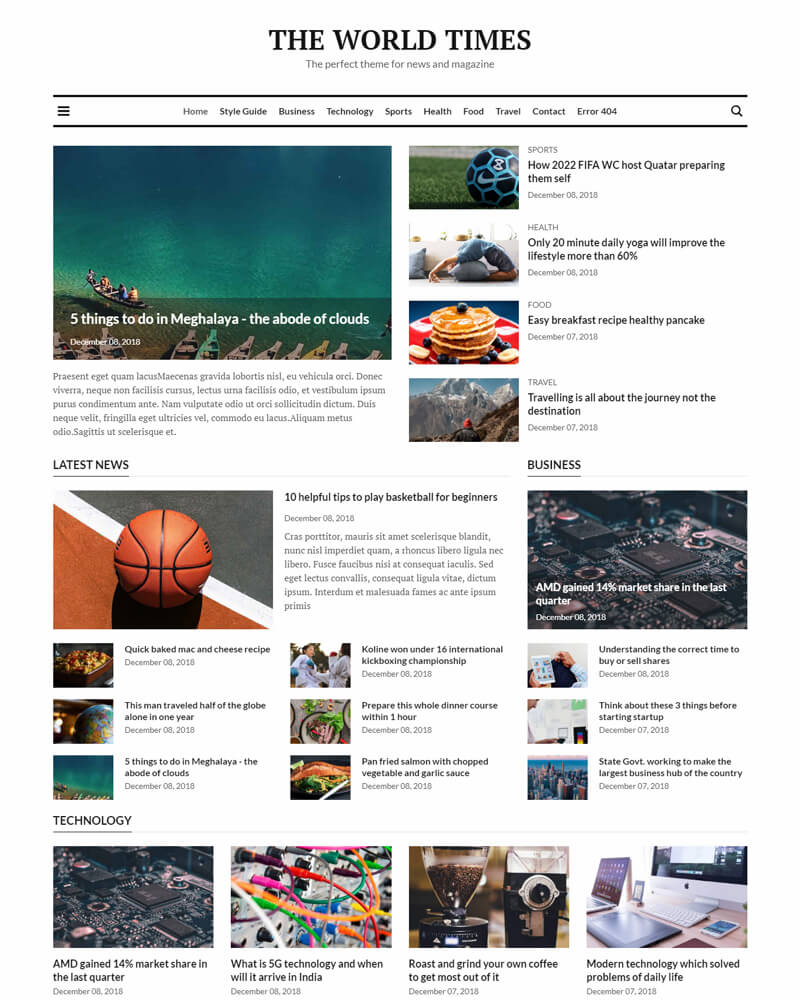 THE WORLD TIMES
The perfect theme for news and magazine
Home Style Guide Business Technology Sports Health Food Travel Contact Error 404
5 things to do in Meghalaya - the abode of clouds
December 08, 2018
Praesent eget quam lacusMaecenas gravida lobortis nisl, eu vehicula orci. Donec
viverra, neque non facilisis cursus, lectus urna facilisis odio, et vestibulum ipsum
purus condimentum ante. Nam vulputate odio ut orci sollicitudin dictum. Duis
neque velit, fringilla eget ultricies vel, commodo eu lacus.Aliquam metus
odio.Sagittis ut scelerisque et.
SPORTS
How 2022 FIFA WC host Quatar preparing
them self
December 08, 2018
HEALTH
Only 20 minute daily yoga will improve the
lifestyle more than 60%
December 08, 2018
FOOD
Easy breakfast recipe healthy pancake
December 07, 2018
TRAVEL
Travelling is all about the journey not the
destination
December 07, 2018
LATEST NEWS
10 helpful tips to play basketball for beginners
December 08, 2018
Cras porttitor, mauris sit amet scelerisque blandit,
nunc nisl imperdiet quam, a rhoncus libero ligula nec
libero. Fusce faucibus nisi at consequat iaculis. Sed
eget lectus convallis, consequat ligula vitae, dictum
ipsum. Interdum et malesuada fames ac ante ipsum
primis
Quick baked mac and cheese recipe
December 08, 2018
This man traveled half of the globe
alone in one year
December 08, 2018
5 things to do in Meghalaya - the
abode of clouds
December 08, 2018
Koline won under 16 international
kickboxing championship
December 08, 2018
Prepare this whole dinner course
within 1 hour
December 08, 2018
Pan fried salmon with chopped
vegetable and garlic sauce
December 08, 2018
BUSINESS
AMD gained 14% market share in the last
quarter
December 08, 2018
Understanding the correct time to
buy or sell shares
December 08, 2018
Think about these 3 things before
starting startup
December 07, 2018
State Govt. working to make the
largest business hub of the country
December 07, 2018
TECHNOLOGY
AMD gained 14% market share in
the last quarter
December 08, 2018
What is 5G technology and when
will it arrive in India
December 08, 2018
Roast and grind your own coffee
to get most out of it
December 07, 2018
Modern technology which solved
problems of daily life
December 07, 2018